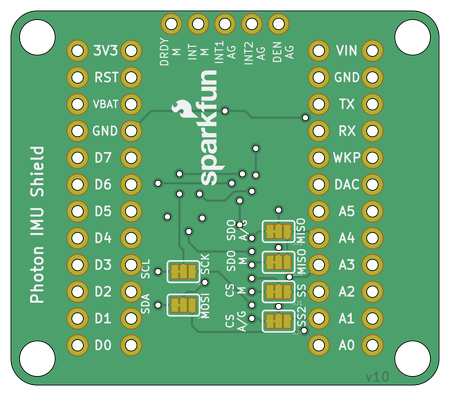 DRDY M
INT M
INT1 AG
INT2 AG
DEN AG
3V3
RST
VBAT
GND
D7
D6
D5
D4
D3
D2
D1
D0
VIN
GND
TX
RX
WKP
DAC
A5
A4
A3
A2
A1
A0
Photon IMU Shield
sparkfun
SCL
SCK
SDA
MOSI
SDO A/G
MISO
SDO M
MISO
CS M
SS
CS A/G
SS2
v10